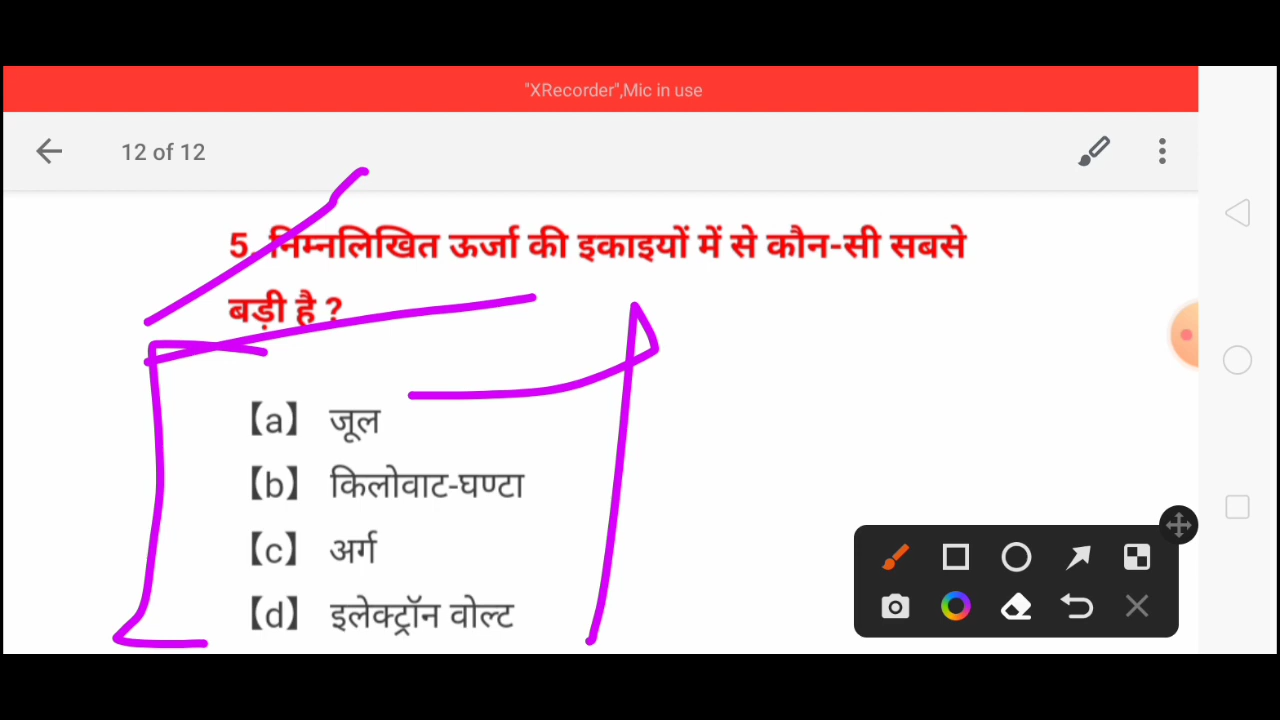 "XRecorder",Mic in use
12 of 12
5. निम्नलिखित ऊर्जा की इकाइयों में से कौन-सी सबसे
बड़ी है ?
【a】 जूल
【b】 किलोवाट-घण्टा
【c】 अर्ग
【d】 इलेक्ट्रॉन वोल्ट